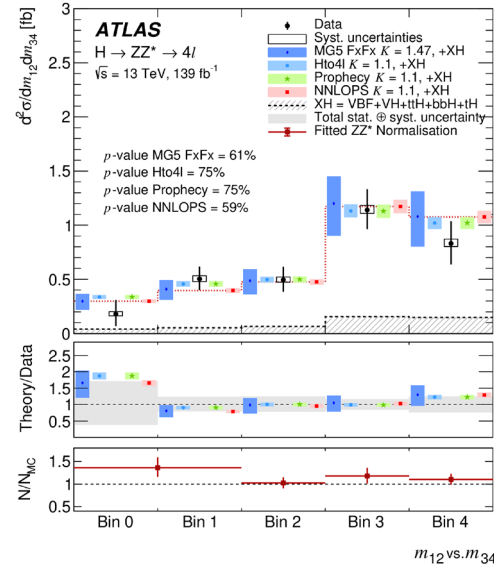 d²σ/dm₁₂dm₃₄ [fb]
3
2.5
2
1.5
1
0.5
0
ATLAS
H → ZZ* → 4l
√s = 13 TeV, 139 fb⁻¹
Data
Syst. uncertainties
MG5 FxFx K = 1.47, +XH
Hto4l K = 1.1, +XH
Prophecy K = 1.1, +XH
NNLOPS K = 1.1, +XH
XH = VBF+VH+ttH+bbH+tH
Total stat. ⊕ syst. uncertainty
Fitted ZZ* Normalisation
p-value MG5 FxFx = 61%
p-value Hto4l = 75%
p-value Prophecy = 75%
p-value NNLOPS = 59%
Theory/Data
2.5
2
1.5
1
0.5
N/N_MC
1.5
1
0.5
Bin 0 Bin 1 Bin 2 Bin 3 Bin 4
m₁₂ vs. m₃₄